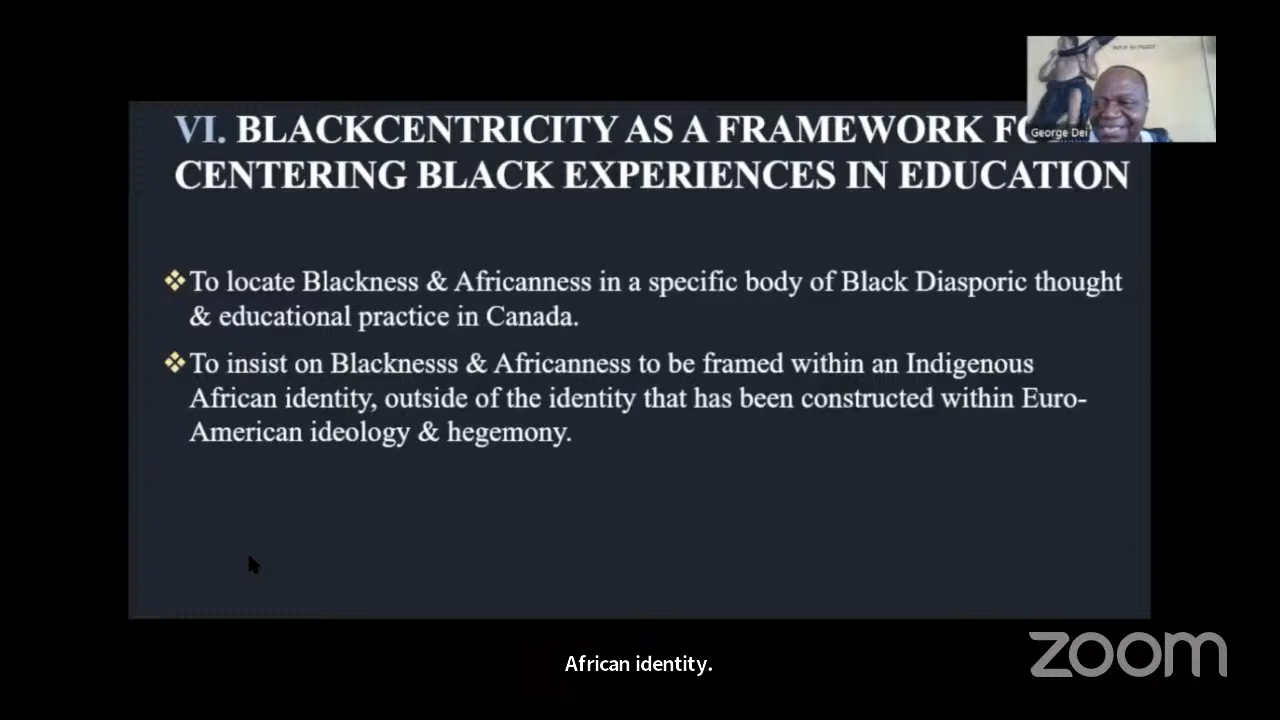 VI. BLACKCENTRICITY AS A FRAMEWORK
CENTERING BLACK EXPERIENCES IN EDUCATION
George Dei
❖To locate Blackness & Africanness in a specific body of Black Diasporic thought
& educational practice in Canada.
❖To insist on Blacknesss & Africanness to be framed within an Indigenous
African identity, outside of the identity that has been constructed within Euro-
American ideology & hegemony.
African identity.
zoom